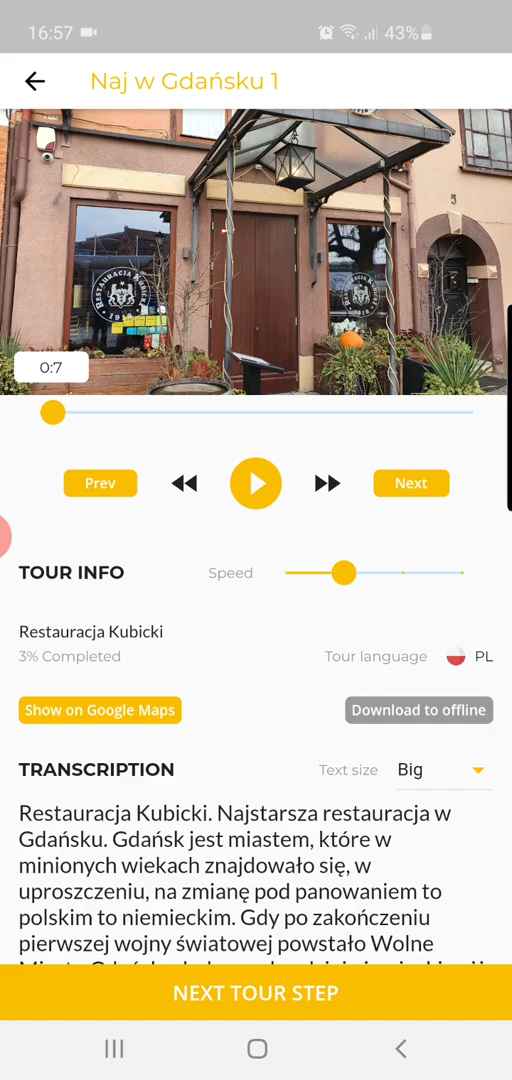 16:57
43%
Naj w Gdańsku 1
5
RESTAURACJA KUBICKI
0:7
Prev
Next
TOUR INFO
Speed
Restauracja Kubicki
3% Completed
Tour language
PL
Show on Google Maps
Download to offline
TRANSCRIPTION
Text size
Big
Restauracja Kubicki. Najstarsza restauracja w
Gdańsku. Gdańsk jest miastem, które w
minionych wiekach znajdowało się, w
uproszczeniu, na zmianę pod panowaniem to
polskim to niemieckim. Gdy po zakończeniu
pierwszej wojny światowej powstało Wolne
NEXT TOUR STEP